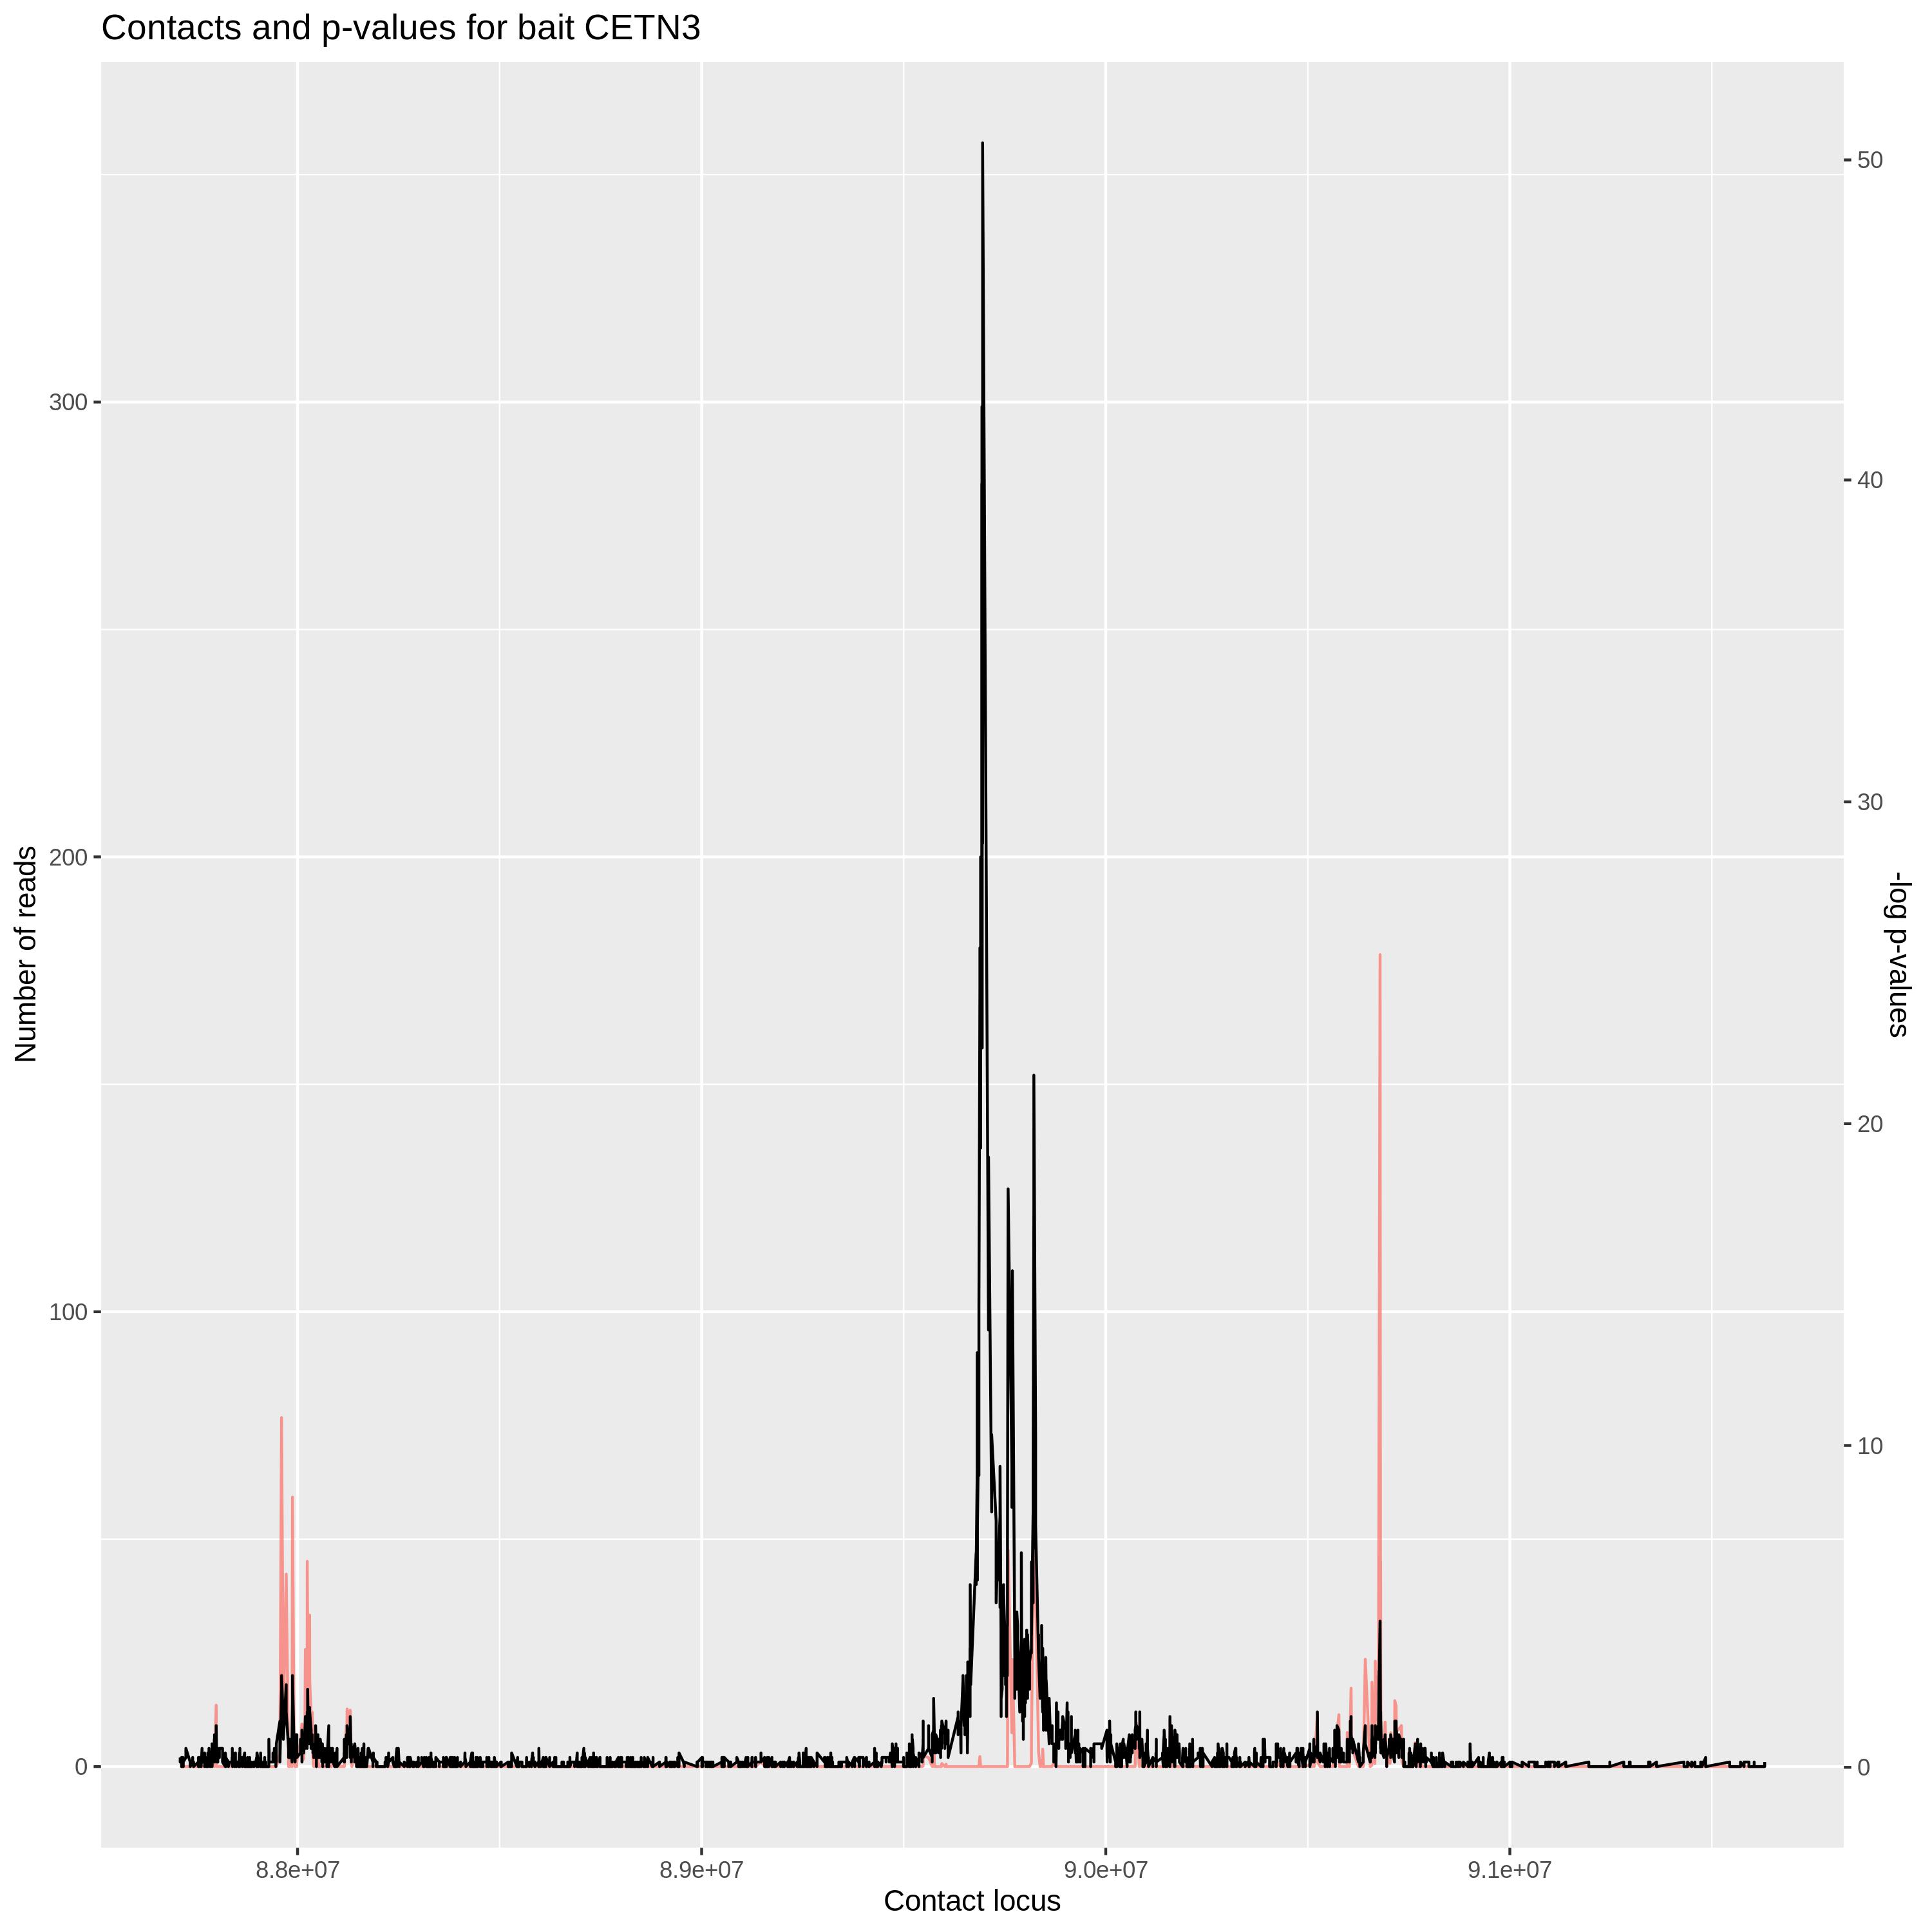 Contacts and p-values for bait CETN3
Number of reads
300
200
100
0
50
40
30
20
10
0
-log p-values
8.8e+07
8.9e+07
9.0e+07
9.1e+07
Contact locus